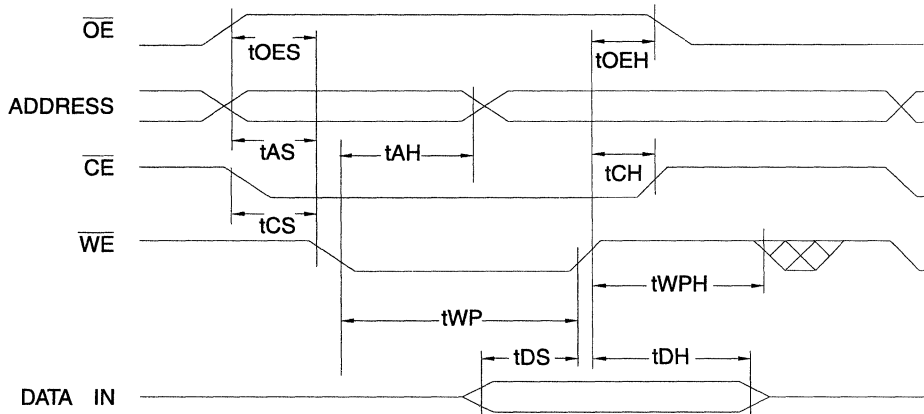 OE
tOES
tOEH
ADDRESS
tAS
tAH
tCH
CE
tCS
WE
tWPH
tWP
tDS
tDH
DATA IN